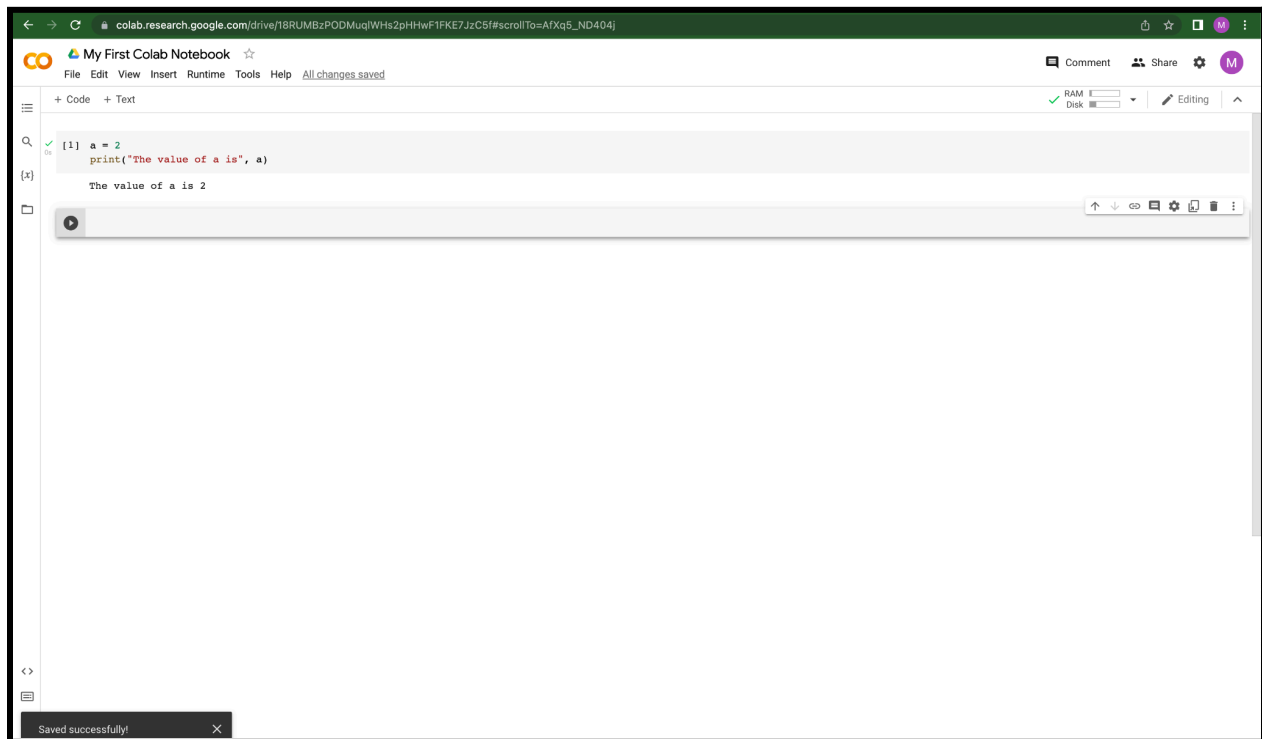 colab.research.google.com/drive/18RUMBzPODMuqlWHs2pHHwF1FKE7JzC5f#scrollTo=AfXq5_ND404j
M
My First Colab Notebook
Comment Share M
File Edit View Insert Runtime Tools Help All changes saved
+ Code + Text
RAM
Disk
Editing
[1] a = 2
0s
print("The value of a is", a)
{x}
The value of a is 2
Saved successfully!